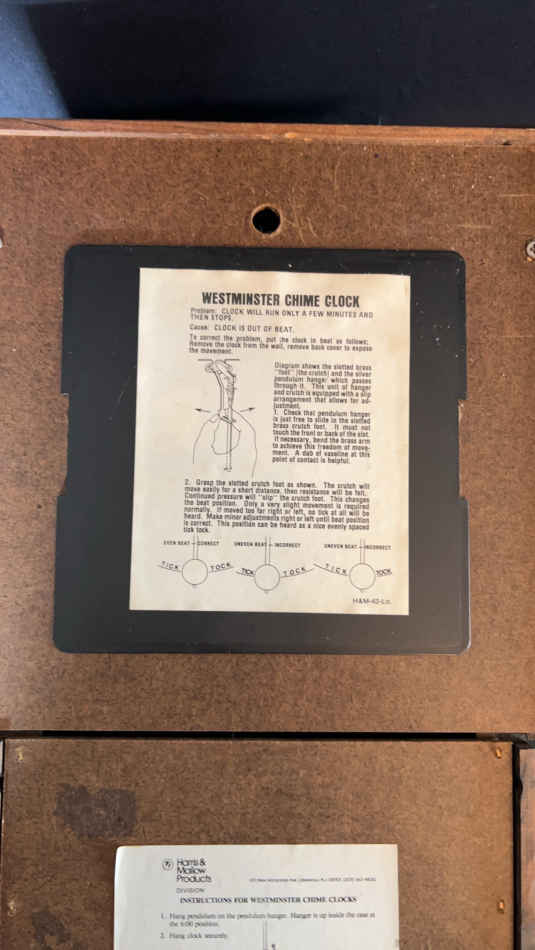 WESTMINSTER CHIME CLOCK
Problem: CLOCK WILL RUN ONLY A FEW MINUTES AND
THEN STOPS.
Cause: CLOCK IS OUT OF BEAT.
To correct the problem, put the clock in beat as follows;
Remove the clock from the wall, remove back cover to expose
the movement.
Diagram shows the slotted brass
"foot" (the crutch) and the silver
pendulum hanger which passes
through it. This unit of hanger
and crutch is equipped with a slip
arrangement that allows for ad-
justment.
1. Check that pendulum hanger
is just free to slide in the slotted
brass crutch foot. It must not
touch the front or back of the slot.
If necessary, bend the brass arm
to achieve this freedom of move-
ment. A dab of vaseline at this
point of contact is helpful.
2. Grasp the slotted crutch foot as shown. The crutch will
move easily for a short distance, then resistance will be felt.
Continued pressure will "slip" the crutch foot. This changes
the beat position. Only a very slight movement is required
normally. If moved too far right or left, no tick at all will be
heard. Make minor adjustments right or left until beat position
is correct. This position can be heard as a nice evenly spaced
tick tock.
EVEN BEAT - CORRECT UNEVEN BEAT - INCORRECT UNEVEN BEAT - INCORRECT
TICK TOCK TICK TOCK TICK TOCK
H&M-42-Lo.
Harris &
Mallow
Products
DIVISION
INSTRUCTIONS FOR WESTMINSTER CHIME CLOCKS
1. Hang pendulum on the pendulum hanger. Hanger is up inside the case at
the 6:00 position.
2. Hang clock securely.